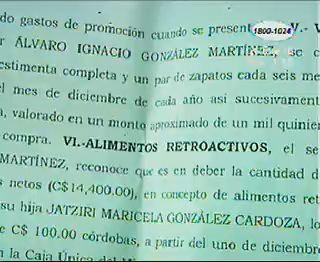 do gastos de promoción cuando se present V.- V
1800-1024
r ÁLVARO IGNACIO GONZÁLEZ MARTÍNEZ, se c
estimenta completa y un par de zapatos cada seis me
l mes de diciembre de cada año así sucesivament
a, valorado en un monto aproximado de un mil quinie
compra. VI.-ALIMENTOS RETROACTIVOS, el se
MARTÍNEZ, reconoce que es en deber la cantidad d
s netos (C$14,400.00), en concepto de alimentos ret
su hija JATZIRI MARICELA GONZÁLEZ CARDOZA, lo
e C$ 100.00 córdobas, a partir del uno de diciembr
n la Caja Única del